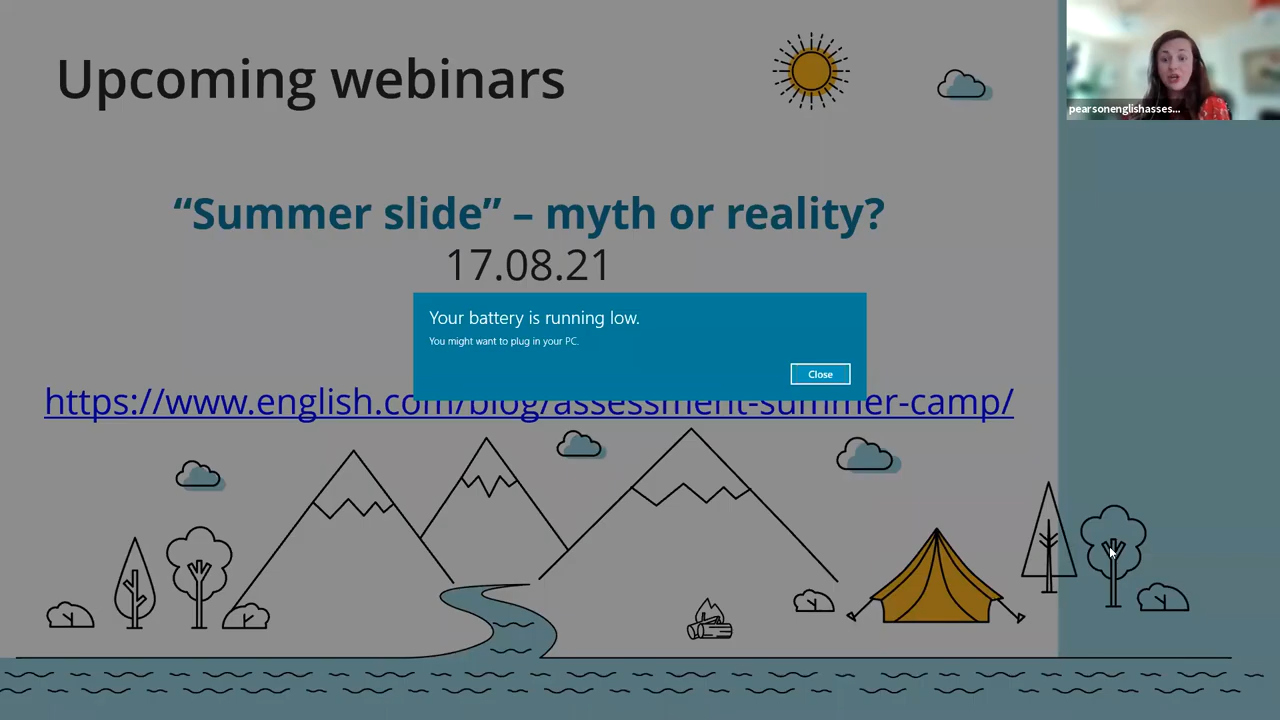 Upcoming webinars
pearsonenglishasses...
“Summer slide” – myth or reality?
17.08.21
Your battery is running low.
You might want to plug in your PC.
Close
https://www.english.com/blog/assessment-summer-camp/